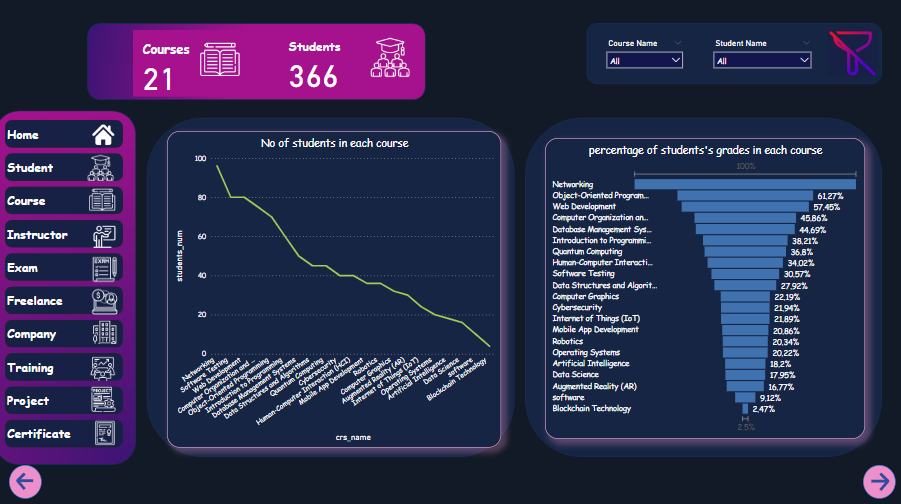 Courses
21
Students
366
Course Name
All
Student Name
All
Home
Student
Course
Instructor
Exam
EXAM
Freelance
Company
Training
Project
PROJECT
Certificate
No of students in each course
students_num
100
80
60
40
20
0
Networking
Software Testing
Web Development
Computer Organization and ...
Object-Oriented Programming
Introduction to Programming
Database Management Systems
Data Structures and Algorithms
Quantum Computing
Cybersecurity
Human-Computer Interaction (HCI)
Mobile App Development
Robotics
Computer Graphics
Augmented Reality (AR)
Internet of Things (IoT)
Operating Systems
Artificial Intelligence
Data Science
software
Blockchain Technology
crs_name
percentage of students's grades in each course
100%
Networking
Object-Oriented Program... 61,27%
Web Development 57,45%
Computer Organization an... 45,86%
Database Management Sys... 44,69%
Introduction to Programmi... 38,21%
Quantum Computing 36,8%
Human-Computer Interacti... 34,02%
Software Testing 30,57%
Data Structures and Algorit... 27,92%
Computer Graphics 22,19%
Cybersecurity 21,94%
Internet of Things (IoT) 21,89%
Mobile App Development 20,86%
Robotics 20,34%
Operating Systems 20,22%
Artificial Intelligence 18,2%
Data Science 17,95%
Augmented Reality (AR) 16,77%
software 9,12%
Blockchain Technology 2,47%
2.5%